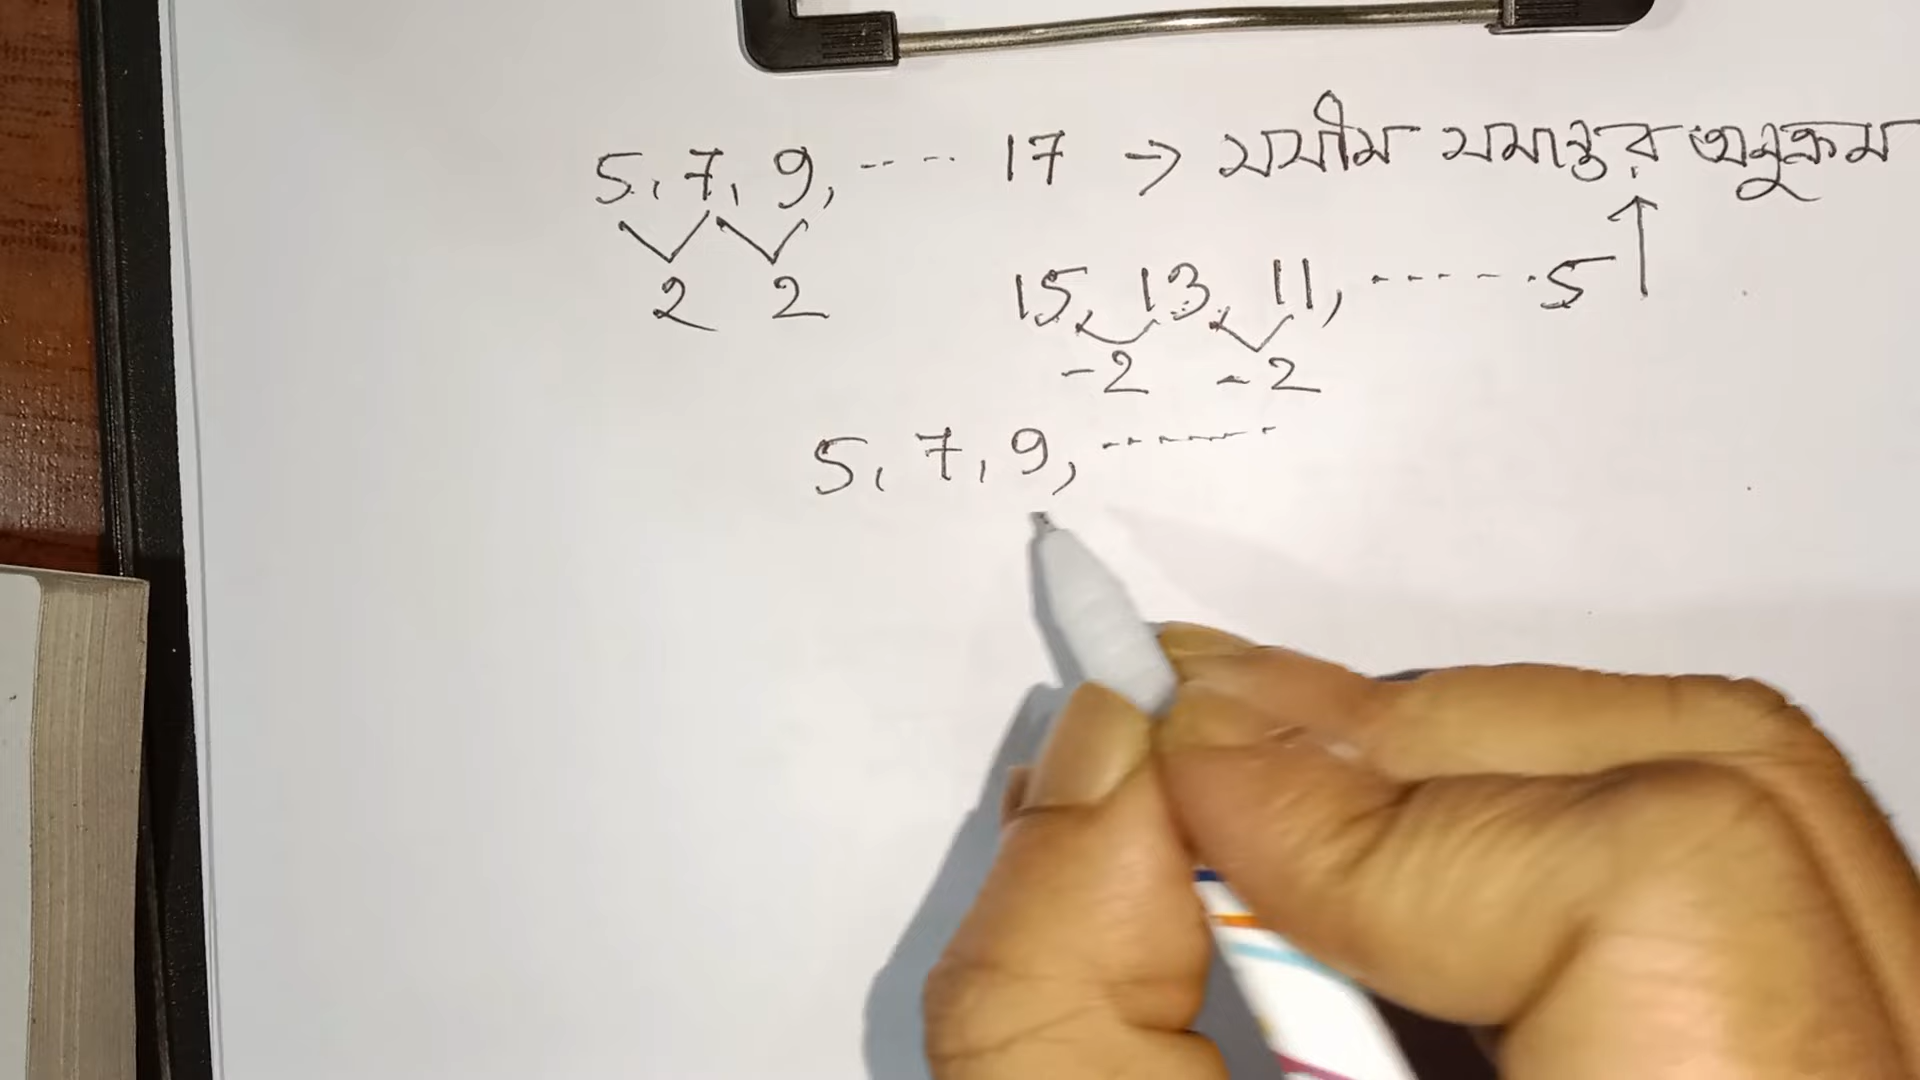 5, 7, 9, ---- 17 → সসীম সমান্তর অনুক্রম
2 2
↑
15, 13, 11, ------ 5
-2 -2
5, 7, 9, -------